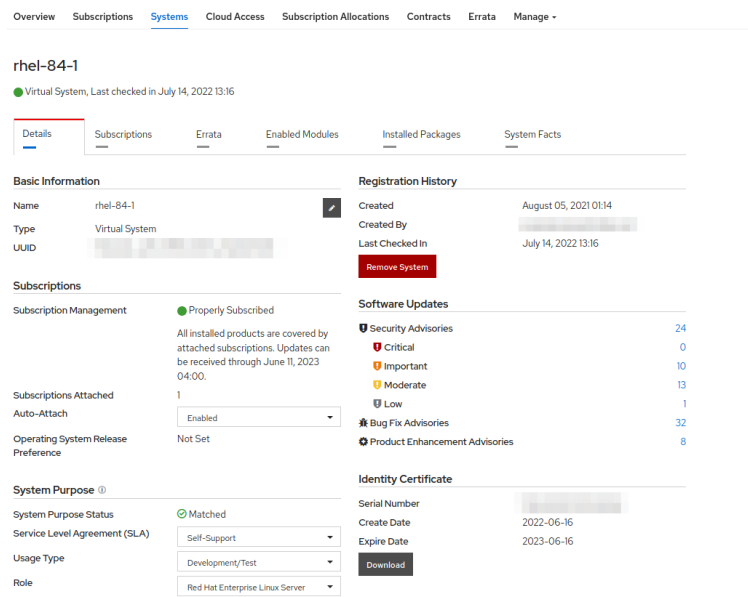 Overview Subscriptions Systems Cloud Access Subscription Allocations Contracts Errata Manage
rhel-84-1
Virtual System, Last checked in July 14, 2022 13:16
Details Subscriptions Errata Enabled Modules Installed Packages System Facts
Basic Information
Name rhel-84-1
Type Virtual System
UUID
Subscriptions
Subscription Management Properly Subscribed
All installed products are covered by
attached subscriptions. Updates can
be received through June 11, 2023
04:00.
Subscriptions Attached 1
Auto-Attach Enabled
Operating System Release Not Set
Preference
System Purpose
System Purpose Status Matched
Service Level Agreement (SLA) Self-Support
Usage Type Development/Test
Role Red Hat Enterprise Linux Server
Registration History
Created August 05, 2021 01:14
Created By
Last Checked In July 14, 2022 13:16
Remove System
Software Updates
Security Advisories 24
Critical 0
Important 10
Moderate 13
Low 1
Bug Fix Advisories 32
Product Enhancement Advisories 8
Identity Certificate
Serial Number
Create Date 2022-06-16
Expire Date 2023-06-16
Download